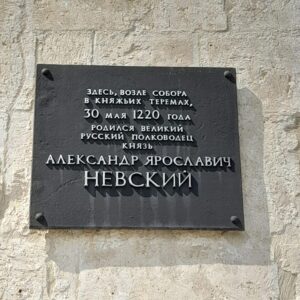 ЗДЕСЬ, ВОЗЛЕ СОБОРА
В КНЯЖЬИХ ТЕРЕМАХ,
30 МАЯ 1220 ГОДА
РОДИЛСЯ ВЕЛИКИЙ
РУССКИЙ ПОЛКОВОДЕЦ
КНЯЗЬ
АЛЕКСАНДР ЯРОСЛАВИЧ
НЕВСКИЙ